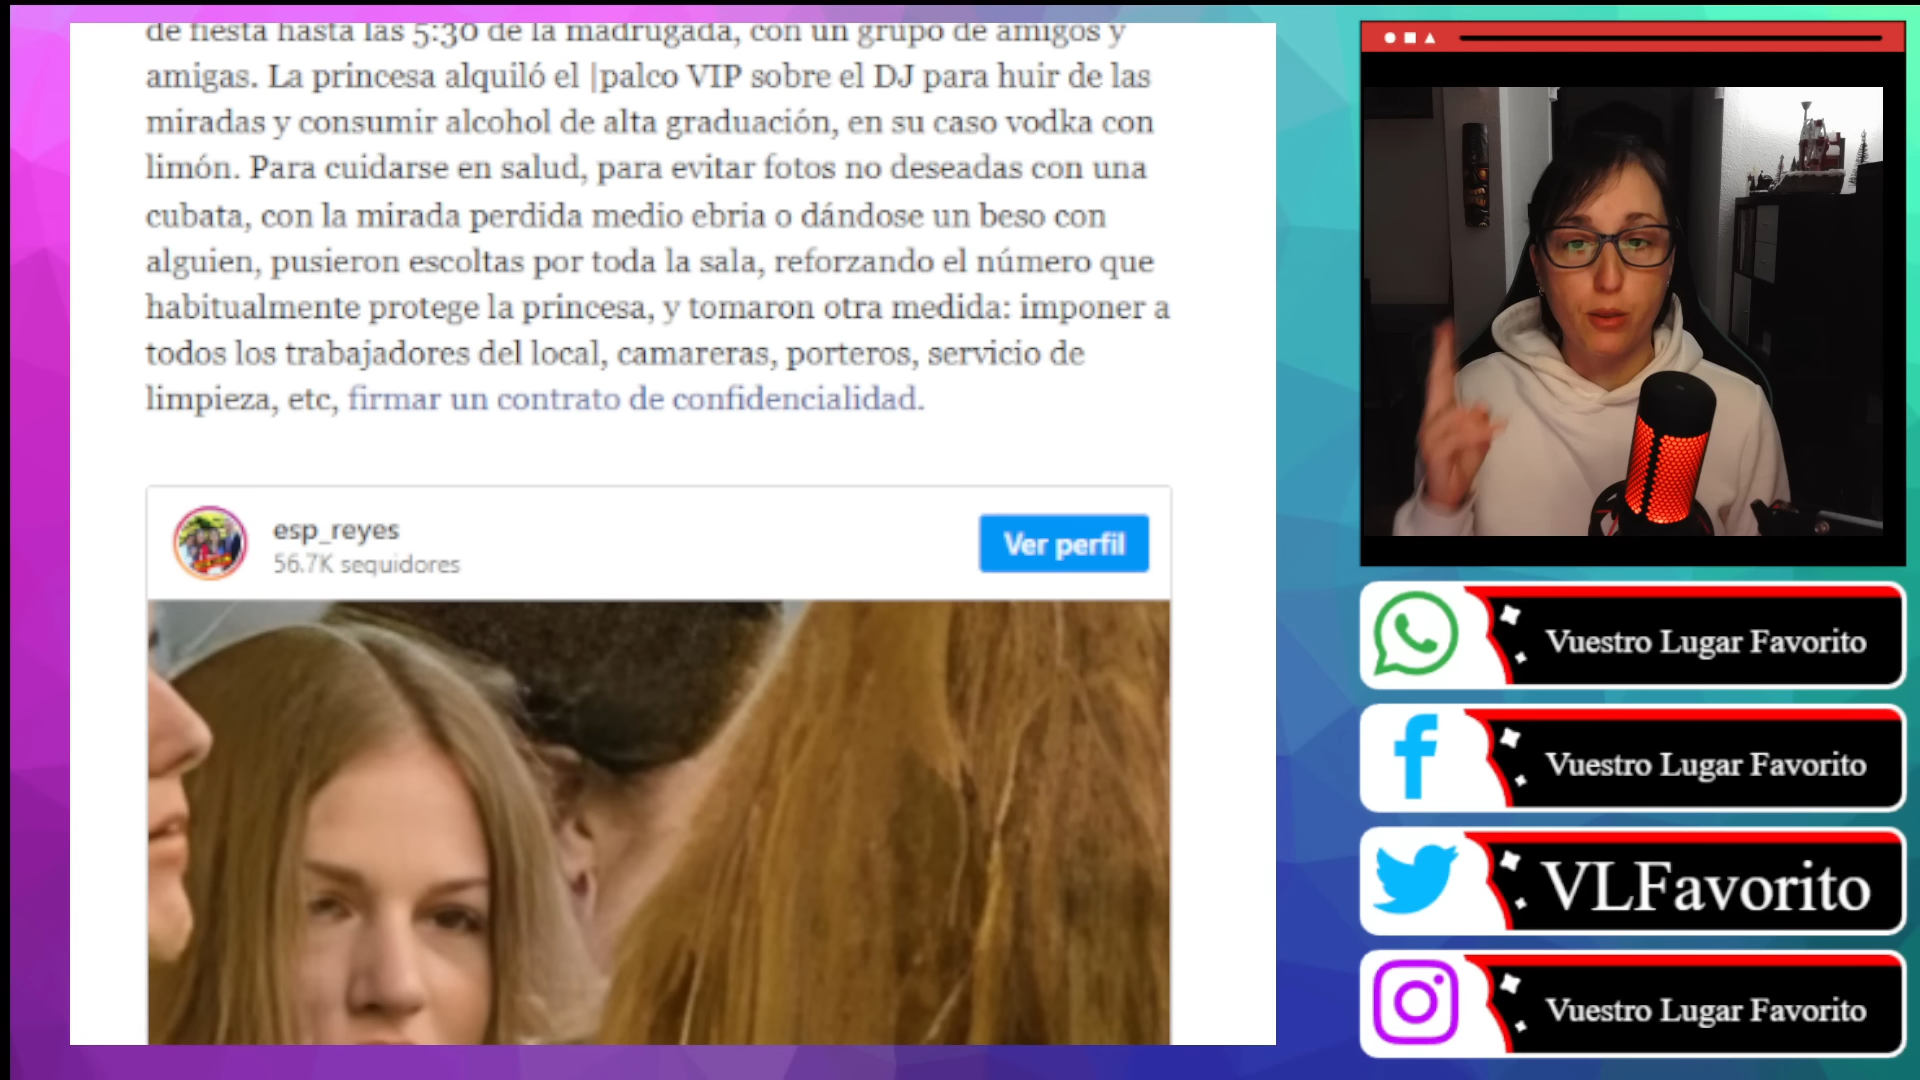 de fiesta hasta las 5:30 de la madrugada, con un grupo de amigos y
amigas. La princesa alquiló el |palco VIP sobre el DJ para huir de las
miradas y consumir alcohol de alta graduación, en su caso vodka con
limón. Para cuidarse en salud, para evitar fotos no deseadas con una
cubata, con la mirada perdida medio ebria o dándose un beso con
alguien, pusieron escoltas por toda la sala, reforzando el número que
habitualmente protege la princesa, y tomaron otra medida: imponer a
todos los trabajadores del local, camareras, porteros, servicio de
limpieza, etc, firmar un contrato de confidencialidad.
esp_reyes
56.7K seguidores
Ver perfil
Vuestro Lugar Favorito
Vuestro Lugar Favorito
VLFavorito
Vuestro Lugar Favorito